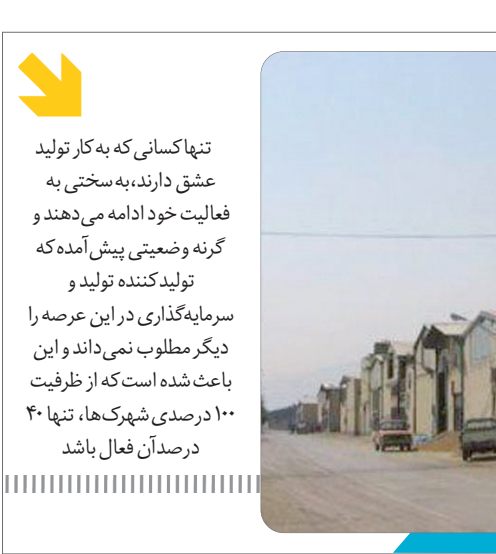 تنها کسانی که به کار تولید
عشق دارند،به سختی به
فعالیت خود ادامه می‌دهند و
گرنه وضعیتی پیش آمده که
تولیدکننده تولید و
سرمایه‌گذاری در این عرصه را
دیگر مطلوب نمی‌داند و این
باعث شده است که از ظرفیت
۱۰۰ درصدی شهرک‌ها، تنها ۴۰
درصدآن فعال باشد